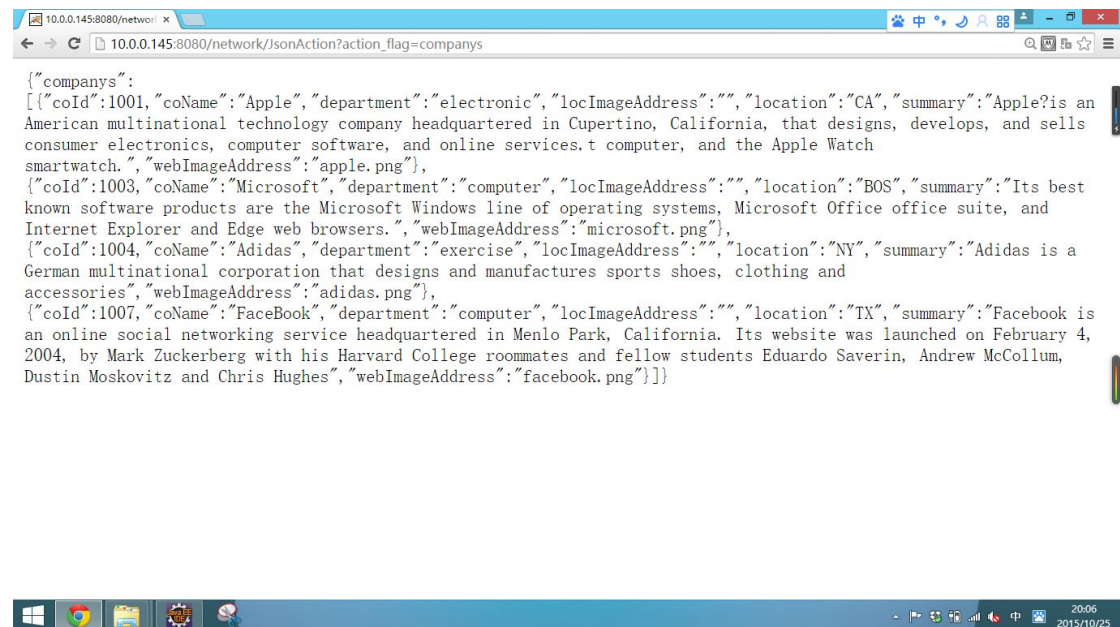 10.0.0.145:8080/networ
中
10.0.0.145:8080/network/JsonAction?action_flag=companys
{"companys":
[{"coId":1001,"coName":"Apple","department":"electronic","locImageAddress":"","location":"CA","summary":"Apple?is an
American multinational technology company headquartered in Cupertino, California, that designs, develops, and sells
consumer electronics, computer software, and online services.t computer, and the Apple Watch
smartwatch.","webImageAddress":"apple.png"},
{"coId":1003,"coName":"Microsoft","department":"computer","locImageAddress":"","location":"BOS","summary":"Its best
known software products are the Microsoft Windows line of operating systems, Microsoft Office office suite, and
Internet Explorer and Edge web browsers.","webImageAddress":"microsoft.png"},
{"coId":1004,"coName":"Adidas","department":"exercise","locImageAddress":"","location":"NY","summary":"Adidas is a
German multinational corporation that designs and manufactures sports shoes, clothing and
accessories","webImageAddress":"adidas.png"},
{"coId":1007,"coName":"FaceBook","department":"computer","locImageAddress":"","location":"TX","summary":"Facebook is
an online social networking service headquartered in Menlo Park, California. Its website was launched on February 4,
2004, by Mark Zuckerberg with his Harvard College roommates and fellow students Eduardo Saverin, Andrew McCollum,
Dustin Moskovitz and Chris Hughes","webImageAddress":"facebook.png"}]}
Java EE
IDE
中
20:06
2015/10/25